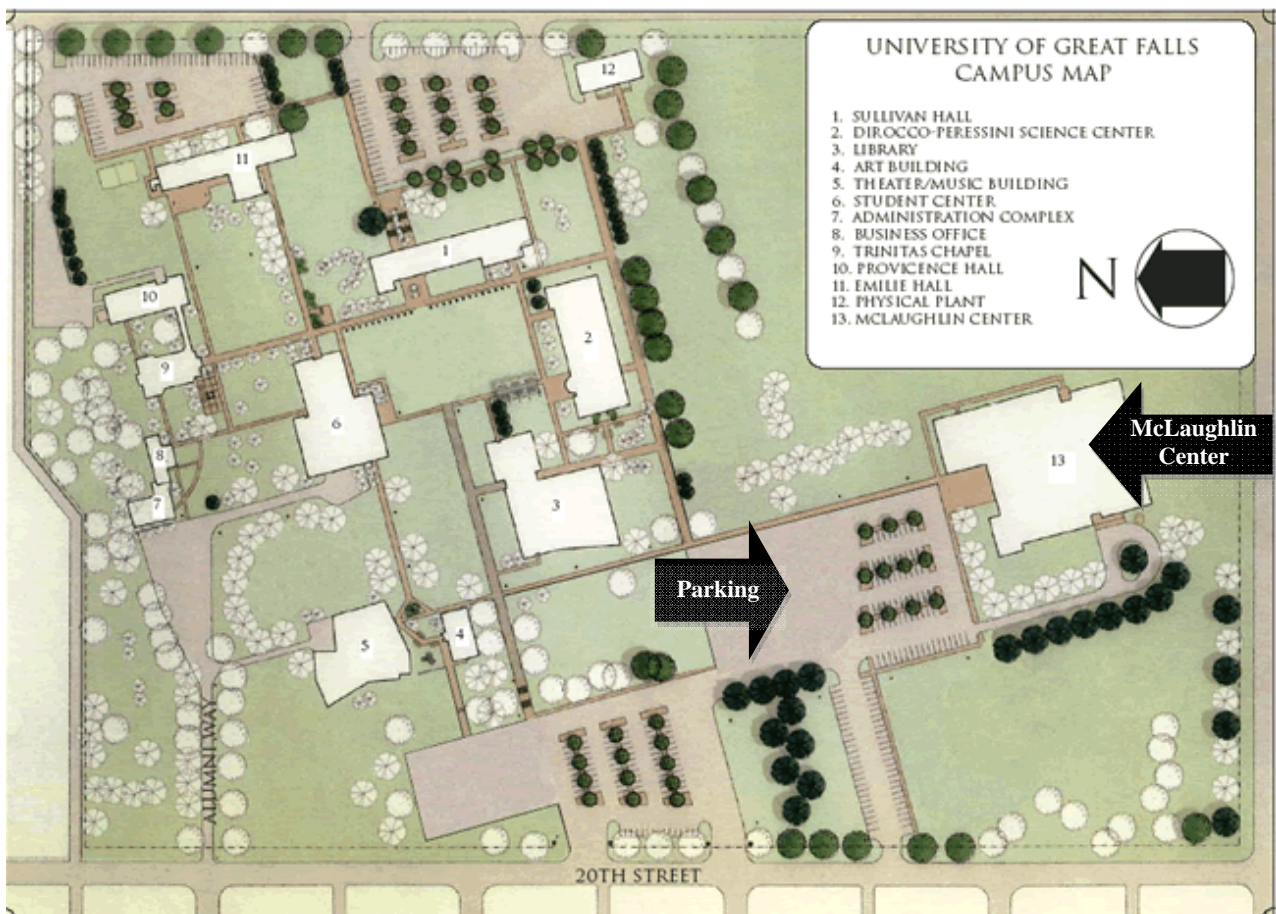 UNIVERSITY OF GREAT FALLS
CAMPUS MAP
1. SULLIVAN HALL
2. DIROCCO-PERESSINI SCIENCE CENTER
3. LIBRARY
4. ART BUILDING
5. THEATER/MUSIC BUILDING
6. STUDENT CENTER
7. ADMINISTRATION COMPLEX
8. BUSINESS OFFICE
9. TRINITAS CHAPEL
10. PROVICENCE HALL
11. EMILIE HALL
12. PHYSICAL PLANT
13. MCLAUGHLIN CENTER
N
12
11
1
10
2
9
6
McLaughlin
Center
8
13
7
3
Parking
4
5
ALUMNI WAY
20TH STREET